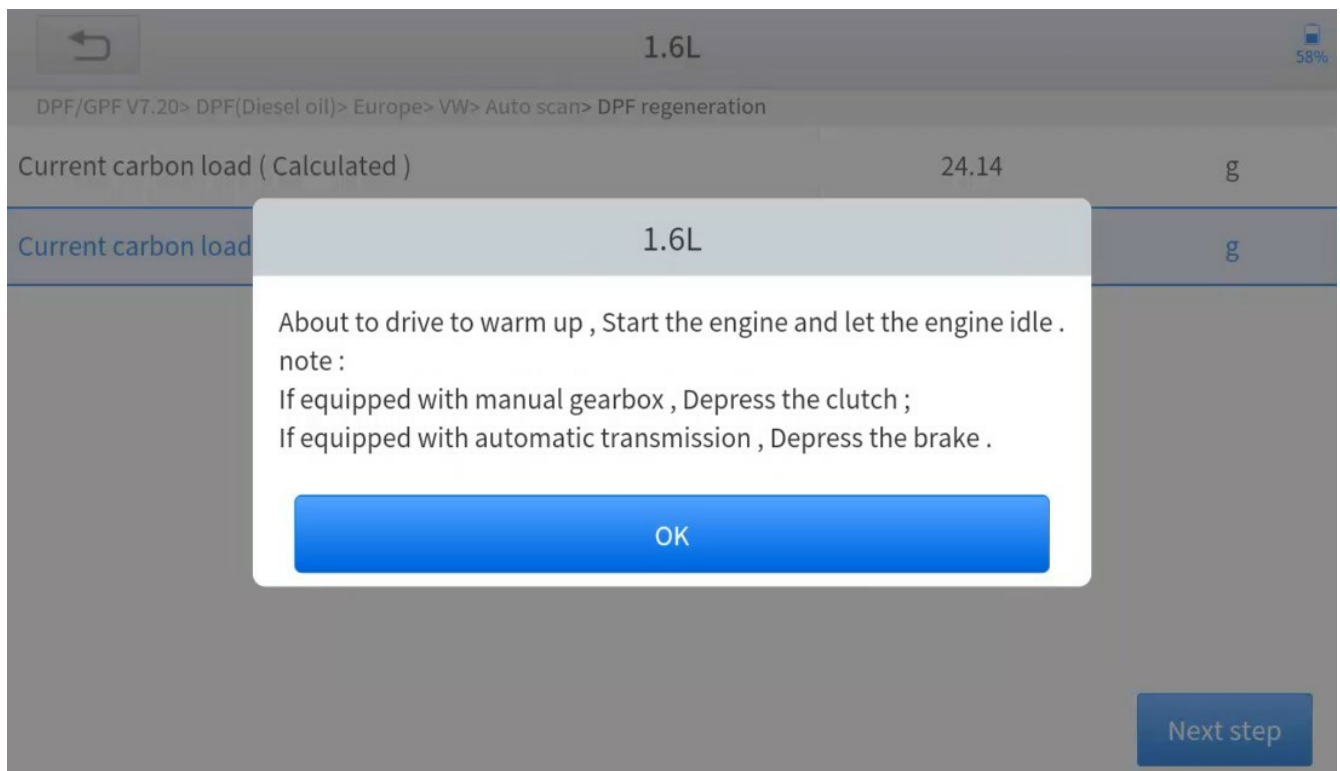 1.6L
58%
DPF/GPF V7.20> DPF(Diesel oil)> Europe> VW> Auto scan> DPF regeneration
Current carbon load ( Calculated ) 24.14 g
Current carbon load g
1.6L
About to drive to warm up , Start the engine and let the engine idle .
note :
If equipped with manual gearbox , Depress the clutch ;
If equipped with automatic transmission , Depress the brake .
OK
Next step